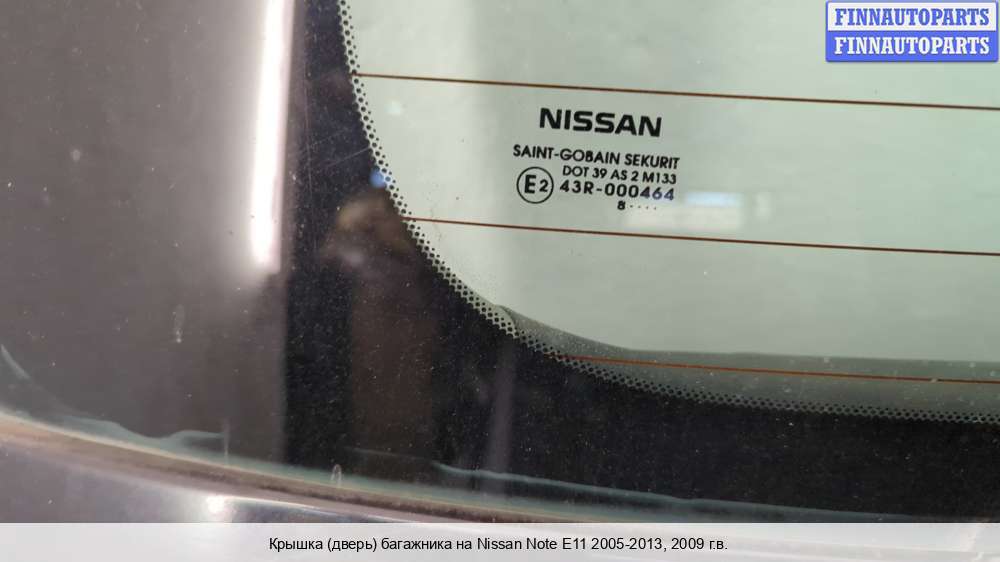 FINNAUTOPARTS
FINNAUTOPARTS
NISSAN
SAINT-GOBAIN SEKURIT
DOT 39 AS 2 M133
E2 43R-000464
8 ....
Крышка (дверь) багажника на Nissan Note E11 2005-2013, 2009 г.в.